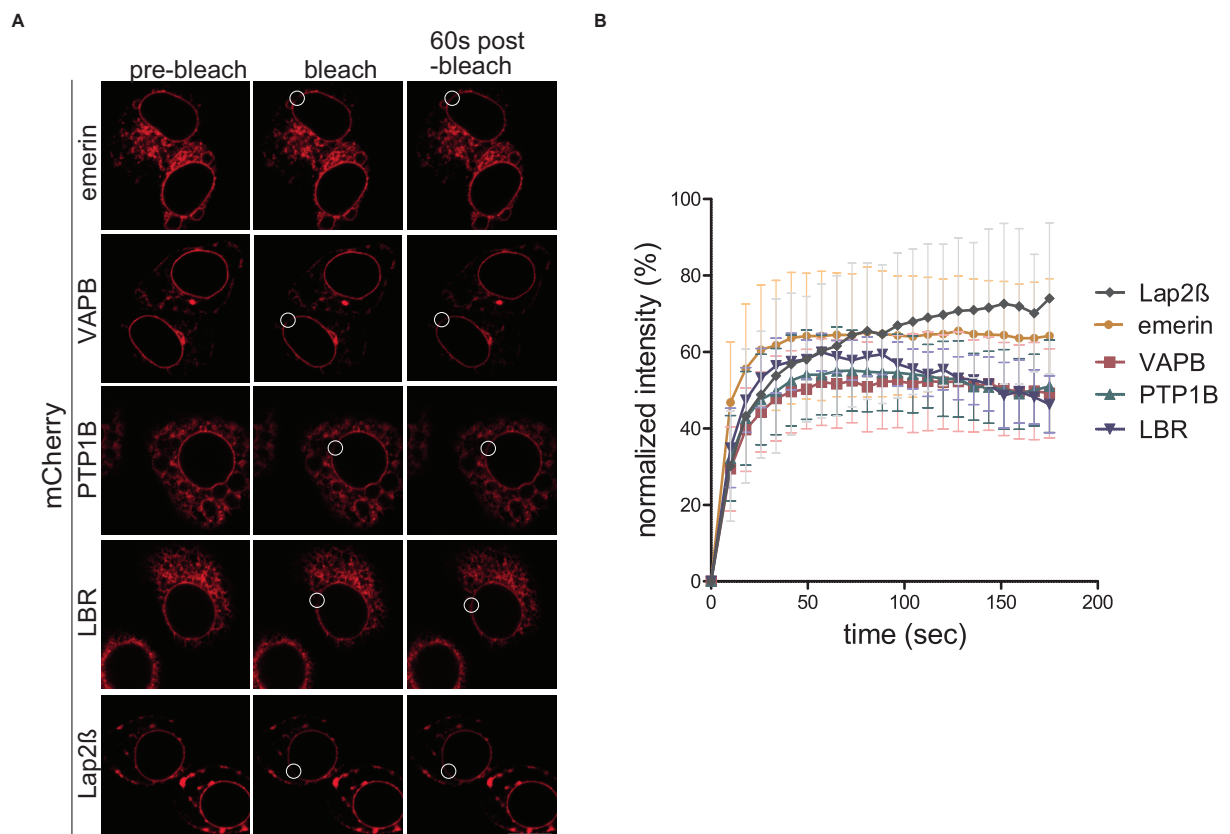 A
B
60s post
-bleach
pre-bleach
bleach
mCherry
emerin
VAPB
PTP1B
LBR
Lap2ß
normalized intensity (%)
100
80
60
40
20
0
0
50
100
150
200
time (sec)
Lap2ß
emerin
VAPB
PTP1B
LBR